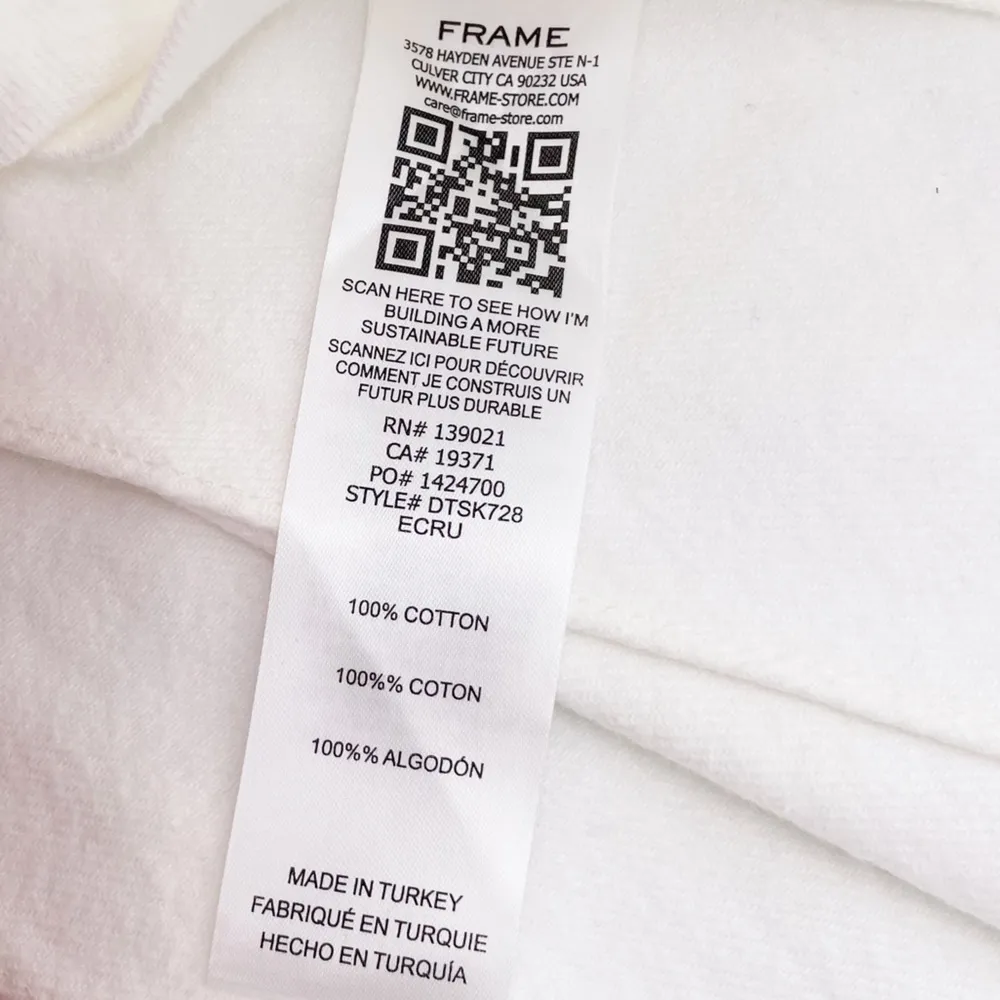 FRAME
3578 HAYDEN AVENUE STE N-1
CULVER CITY CA 90232 USA
WWW.FRAME-STORE.COM
care@frame-store.com
SCAN HERE TO SEE HOW I'M
BUILDING A MORE
SUSTAINABLE FUTURE
SCANNEZ ICI POUR DÉCOUVRIR
COMMENT JE CONSTRUIS UN
FUTUR PLUS DURABLE
RN# 139021
CA# 19371
PO# 1424700
STYLE# DTSK728
ECRU
100% COTTON
100%% COTON
100%% ALGODÓN
MADE IN TURKEY
FABRIQUÉ EN TURQUIE
HECHO EN TURQUÍA